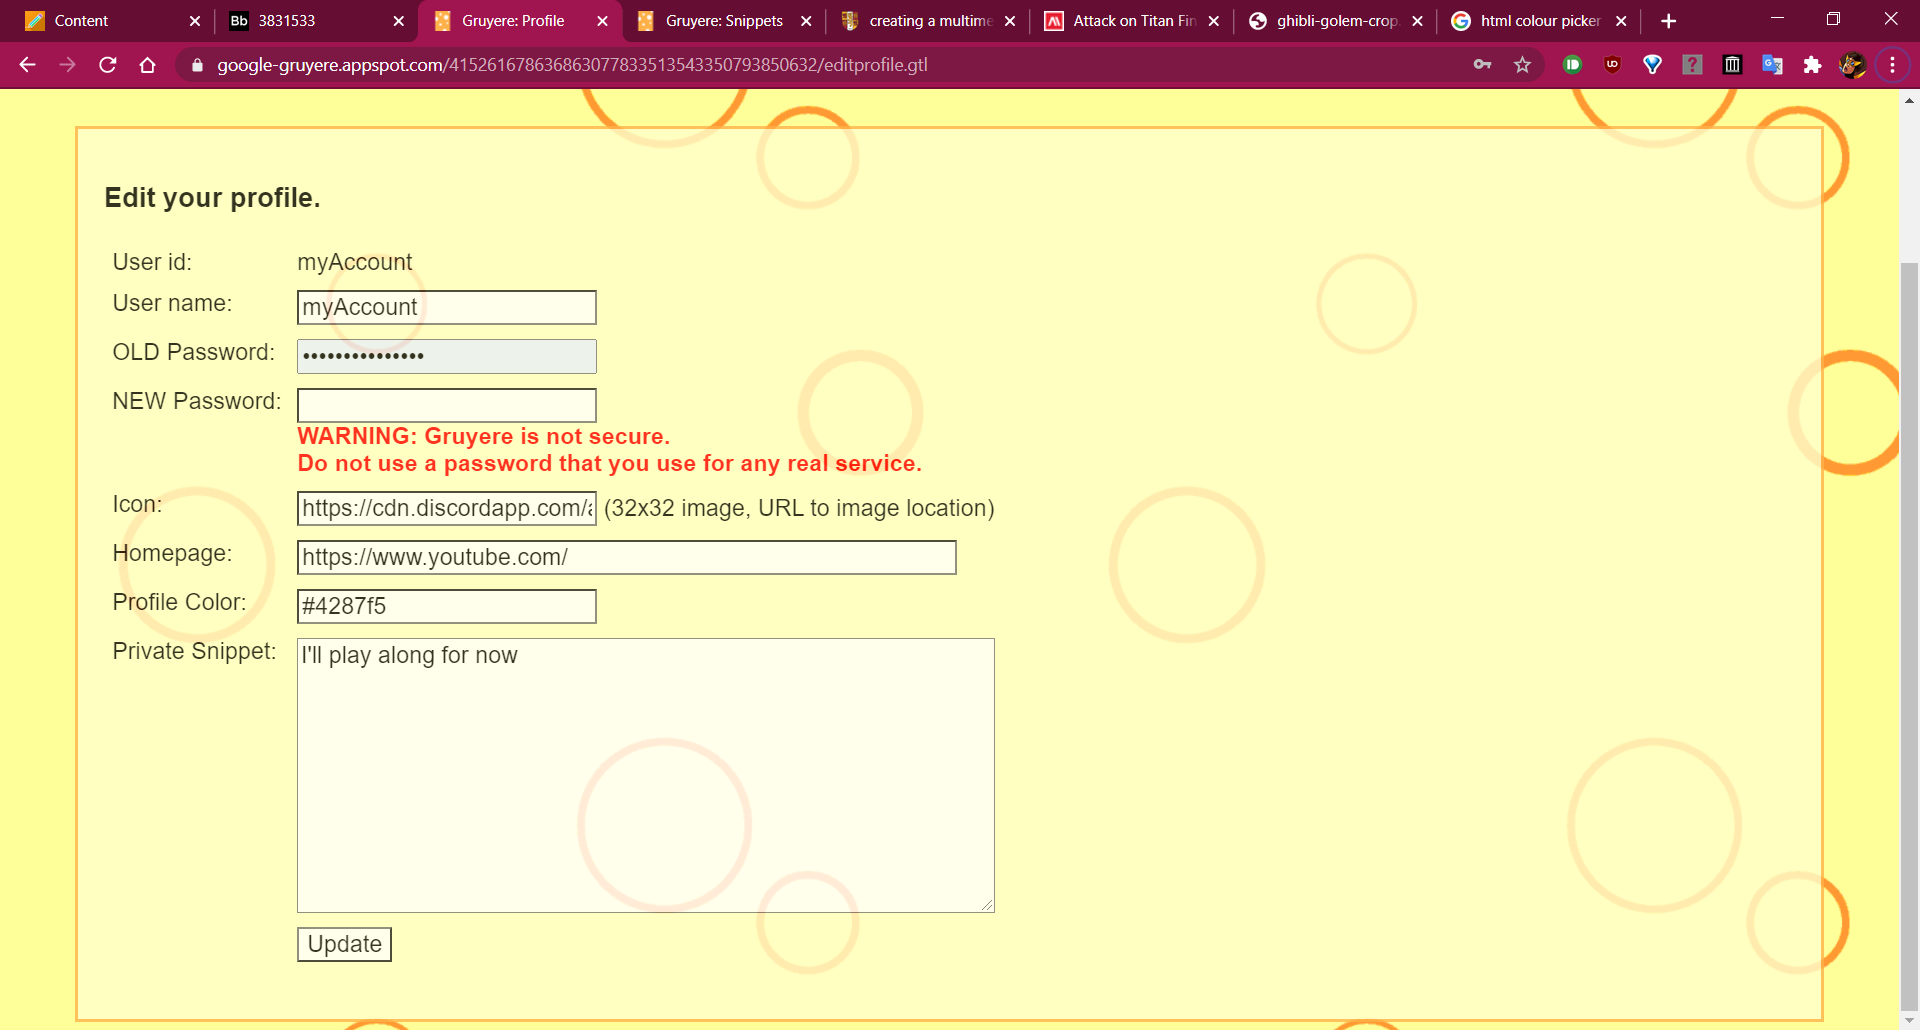 Content
3831533
Gruyere: Profile
Gruyere: Snippets
creating a multime
Attack on Titan Fin
ghibli-golem-crop.
html colour picker
google-gruyere.appspot.com/415261678636863077833513543350793850632/editprofile.gtl
Edit your profile.
User id: myAccount
User name: myAccount
OLD Password: •••••••••••••••
NEW Password:
WARNING: Gruyere is not secure.
Do not use a password that you use for any real service.
Icon: https://cdn.discordapp.com/a (32x32 image, URL to image location)
Homepage: https://www.youtube.com/
Profile Color: #4287f5
Private Snippet: I'll play along for now
Update